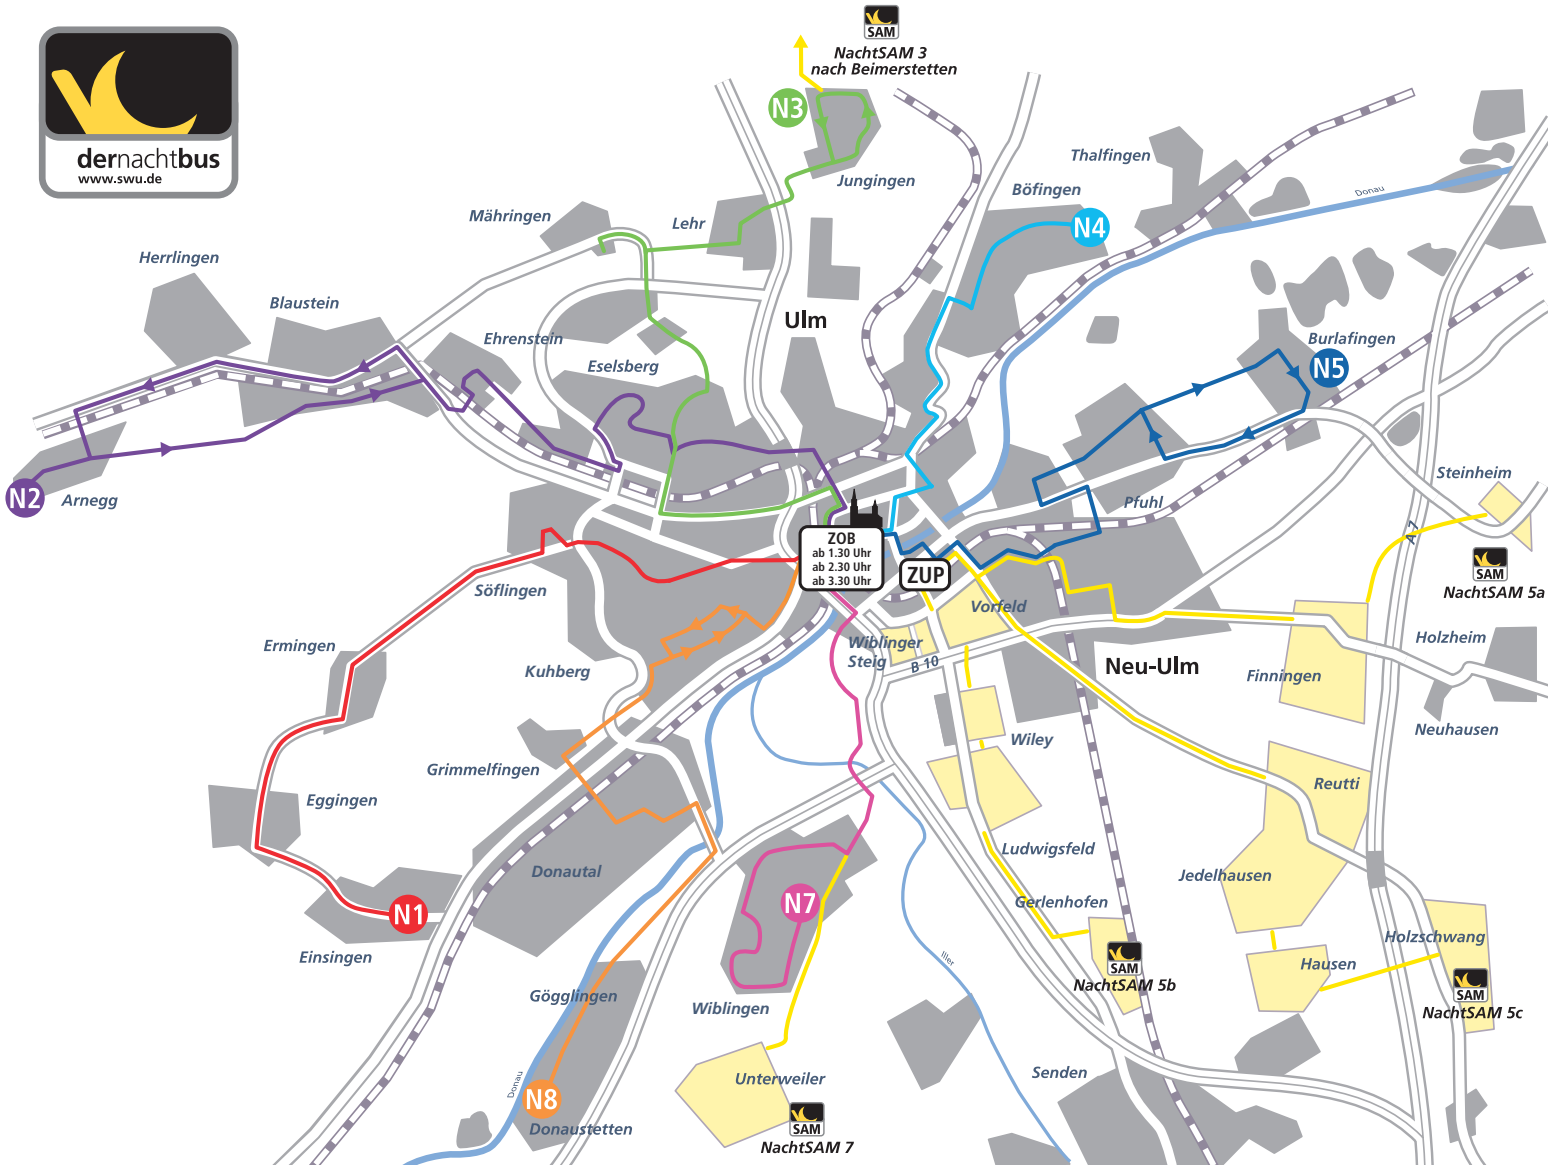 SAM
NachtSAM 3
nach Beimerstetten
dernachtbus
www.swu.de
N3
Jungingen
Thalfingen
Böfingen
Donau
N4
Mähringen
Lehr
Herrlingen
Blaustein
Ehrenstein
Eselsberg
Ulm
Burlafingen
N5
N2
Arnegg
Pfuhl
Steinheim
A 7
SAM
NachtSAM 5a
ZOB
ab 1.30 Uhr
ab 2.30 Uhr
ab 3.30 Uhr
ZUP
Söflingen
Vorfeld
Wiblinger
Steig
B 10
Neu-Ulm
Holzheim
Ermingen
Kuhberg
Finningen
Neuhausen
Wiley
Grimmelfingen
Eggingen
Reutti
Ludwigsfeld
Donautal
Jedelhausen
N7
Gerlenhofen
N1
Einsingen
Iller
SAM
NachtSAM 5b
Holzschwang
Hausen
SAM
NachtSAM 5c
Gögglingen
Wiblingen
Donau
N8
Unterweiler
Senden
Donaustetten
SAM
NachtSAM 7